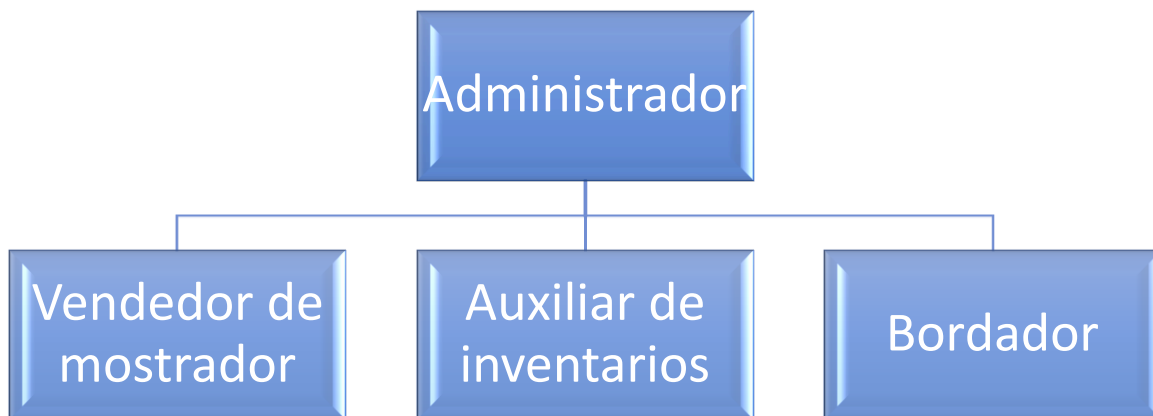 Administrador
Vendedor de
mostrador
Auxiliar de
inventarios
Bordador